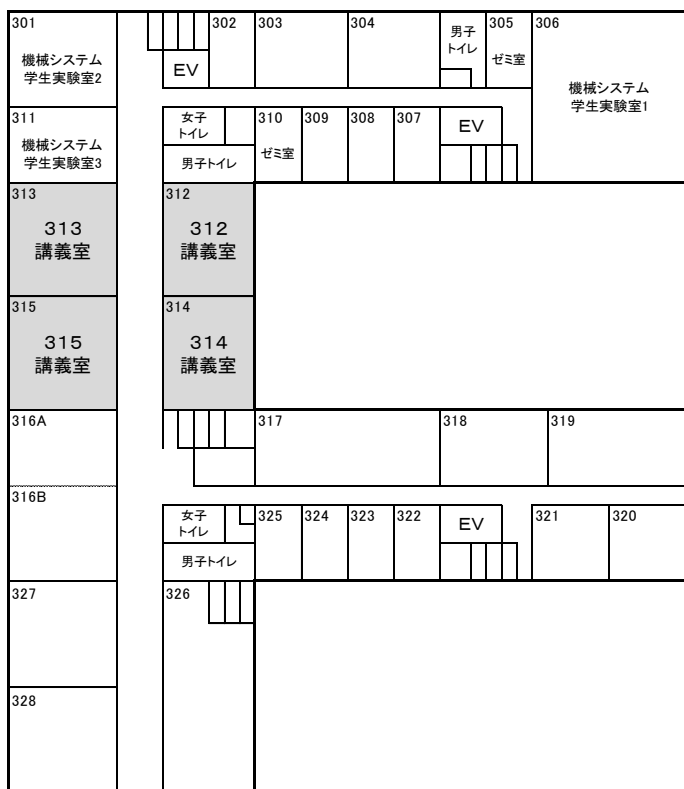 301
機械システム
学生実験室2
EV
302
303
304
男子
トイレ
305
ゼミ室
306
機械システム
学生実験室1
311
機械システム
学生実験室3
女子
トイレ
男子トイレ
310
ゼミ室
309
308
307
EV
313
313
講義室
312
312
講義室
315
315
講義室
314
314
講義室
316A
317
318
319
316B
女子
トイレ
男子トイレ
325
324
323
322
EV
321
320
327
326
328